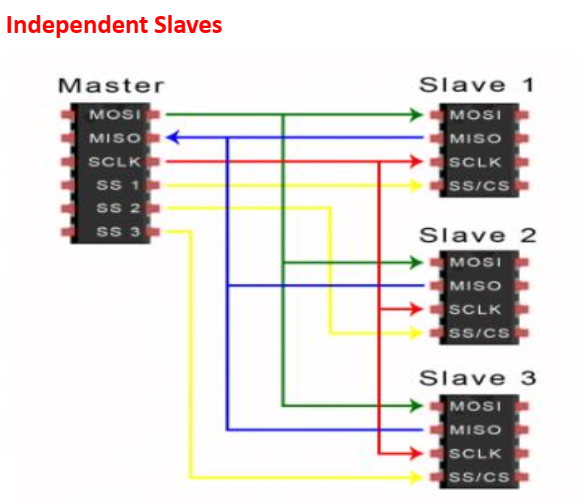 Independent Slaves
Master
MOSI
MISO
SCLK
SS 1
SS 2
SS 3
Slave 1
MOSI
MISO
SCLK
SS/CS
Slave 2
MOSI
MISO
SCLK
SS/CS
Slave 3
MOSI
MISO
SCLK
SS/CS